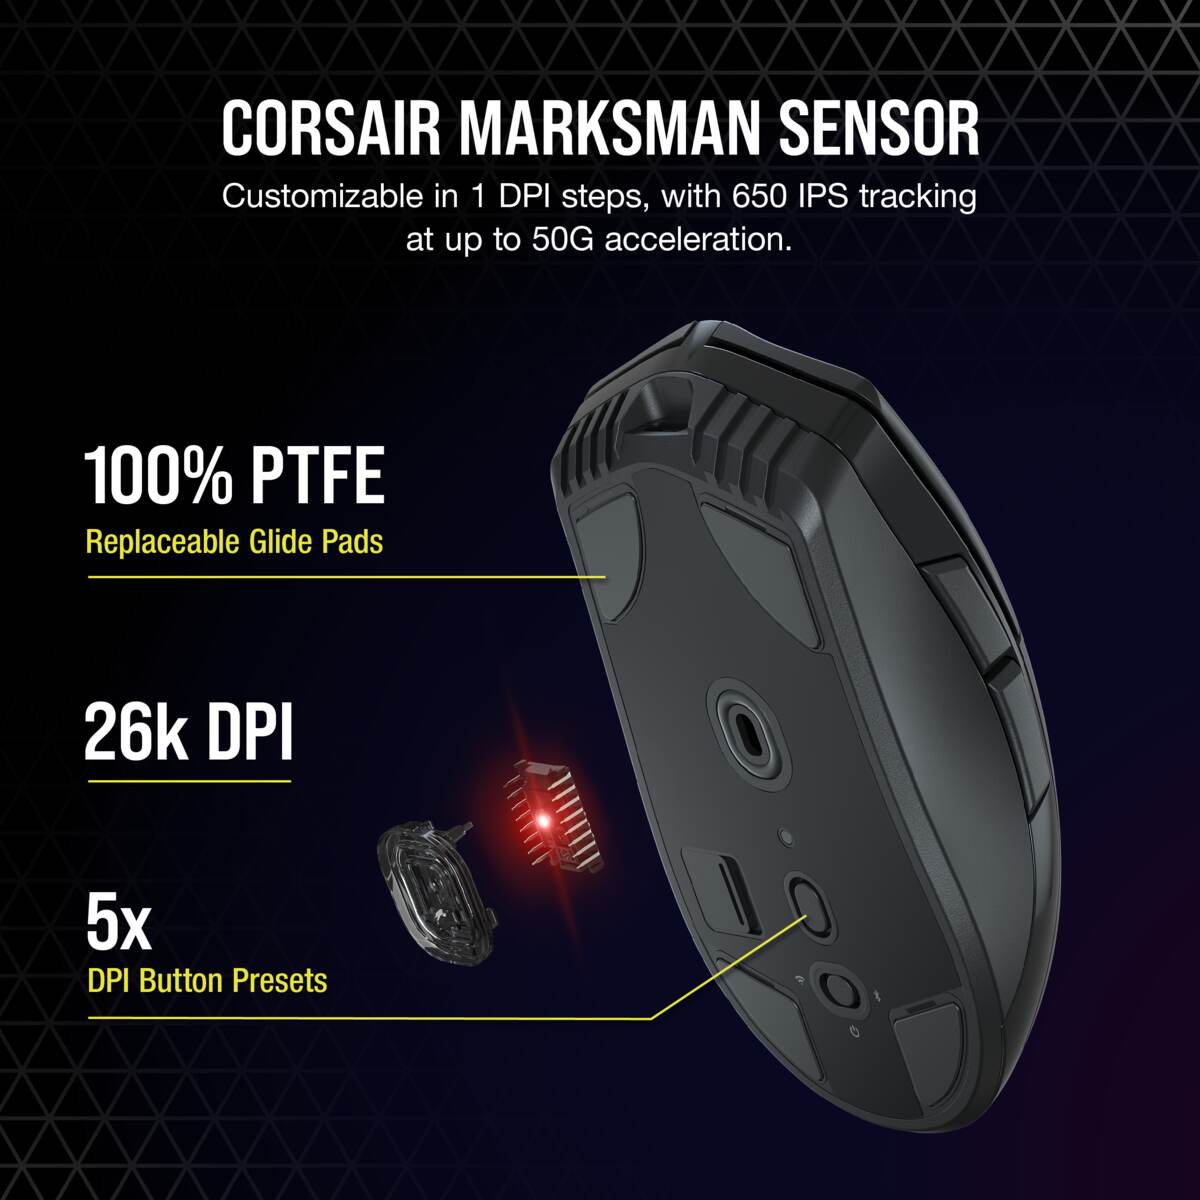 CORSAIR MARKSMAN SENSOR
Customizable in 1 DPI steps, with 650 IPS tracking
at up to 50G acceleration.
100% PTFE
Replaceable Glide Pads
26k DPI
5x
DPI Button Presets